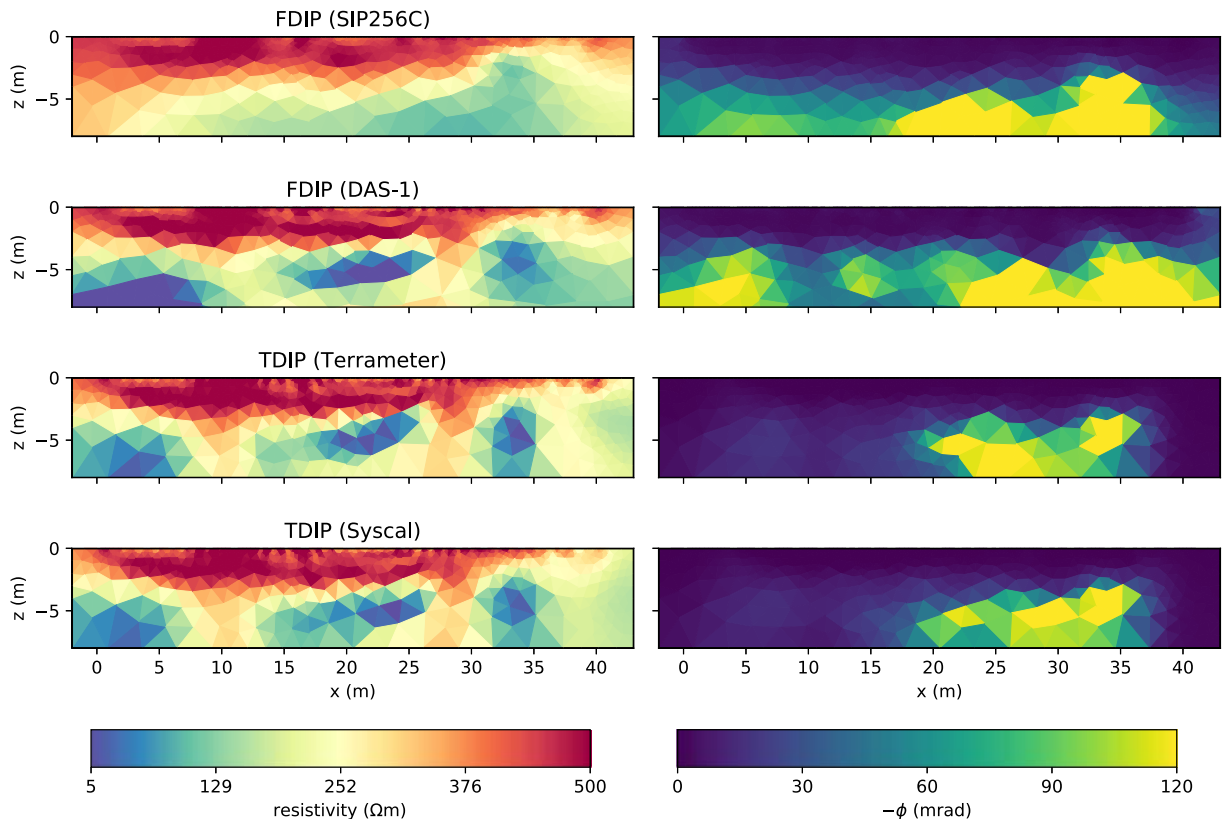 FDIP (SIP256C)
z (m)
0
−5
FDIP (DAS-1)
z (m)
0
−5
TDIP (Terrameter)
z (m)
0
−5
TDIP (Syscal)
z (m)
0
−5
0 5 10 15 20 25 30 35 40 0 5 10 15 20 25 30 35 40
x (m) x (m)
5 129 252 376 500 0 30 60 90 120
resistivity (Ωm) −ϕ (mrad)